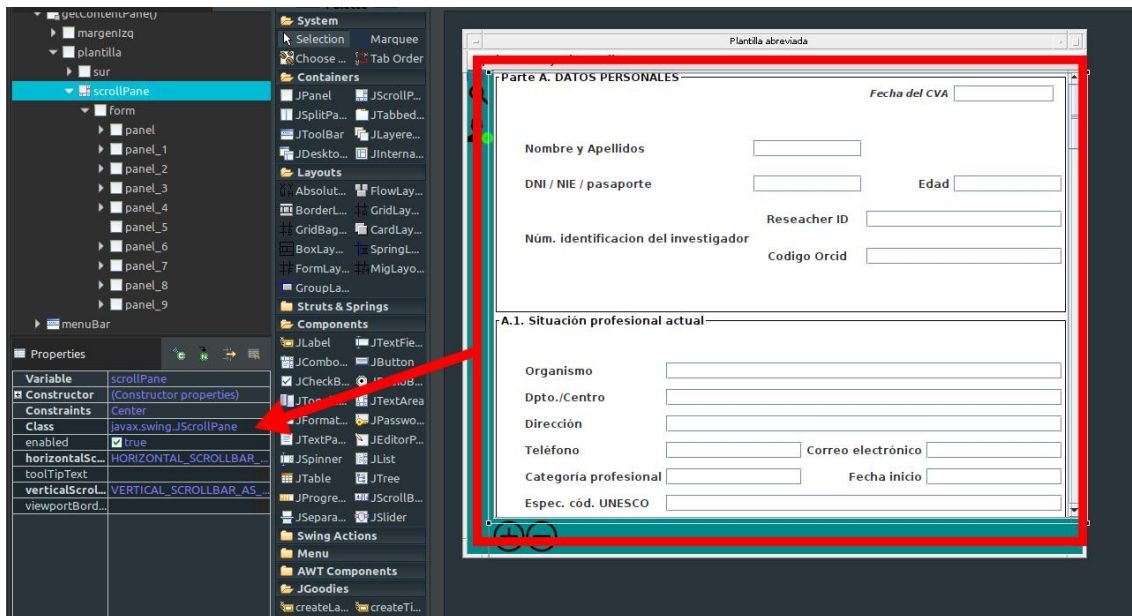 getContentPane()
margenIzq
plantilla
sur
scrollPane
form
panel
panel_1
panel_2
panel_3
panel_4
panel_5
panel_6
panel_7
panel_8
panel_9
menuBar
Properties
Variable scrollPane
Constructor (Constructor properties)
Constraints Center
Class javax.swing.JScrollPane
enabled true
horizontalSc... HORIZONTAL_SCROLLBAR_...
toolTipText
verticalScrol... VERTICAL_SCROLLBAR_AS_...
viewportBord...
System
Selection Marquee
Choose ... Tab Order
Containers
JPanel JScrollP...
JSplitPa... JTabbed...
JToolBar JLayere...
JDeskto... JInterna...
Layouts
Absolut... FlowLay...
BorderL... GridLay...
GridBag... CardLay...
BoxLay... SpringL...
FormLay... MigLayo...
GroupLa...
Struts & Springs
Components
JLabel JTextFie...
JCombo... JButton
JCheckB...
JTextArea
JFormat... JPasswo...
JTextPa... JEditorP...
JSpinner JList
JTable JTree
JProgre... JScrollB...
JSepara... JSlider
Swing Actions
Menu
AWT Components
JGoodies
createLa... createTi...
Plantilla abreviada
Parte A. DATOS PERSONALES
Fecha del CVA
Nombre y Apellidos
DNI / NIE / pasaporte Edad
Reseacher ID
Núm. identificacion del investigador
Codigo Orcid
A.1. Situación profesional actual
Organismo
Dpto./Centro
Dirección
Teléfono Correo electrónico
Categoría profesional Fecha inicio
Espec. cód. UNESCO